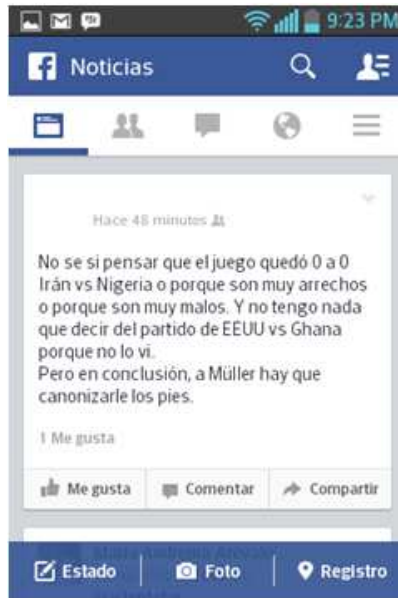 9:23 PM
Noticias
Hace 48 minutos
No se si pensar que el juego quedó 0 a 0
Irán vs Nigeria o porque son muy arrechos
o porque son muy malos. Y no tengo nada
que decir del partido de EEUU vs Ghana
porque no lo vi.
Pero en conclusión, a Müller hay que
canonizarle los pies.
1 Me gusta
Me gusta Comentar Compartir
Estado Foto Registro